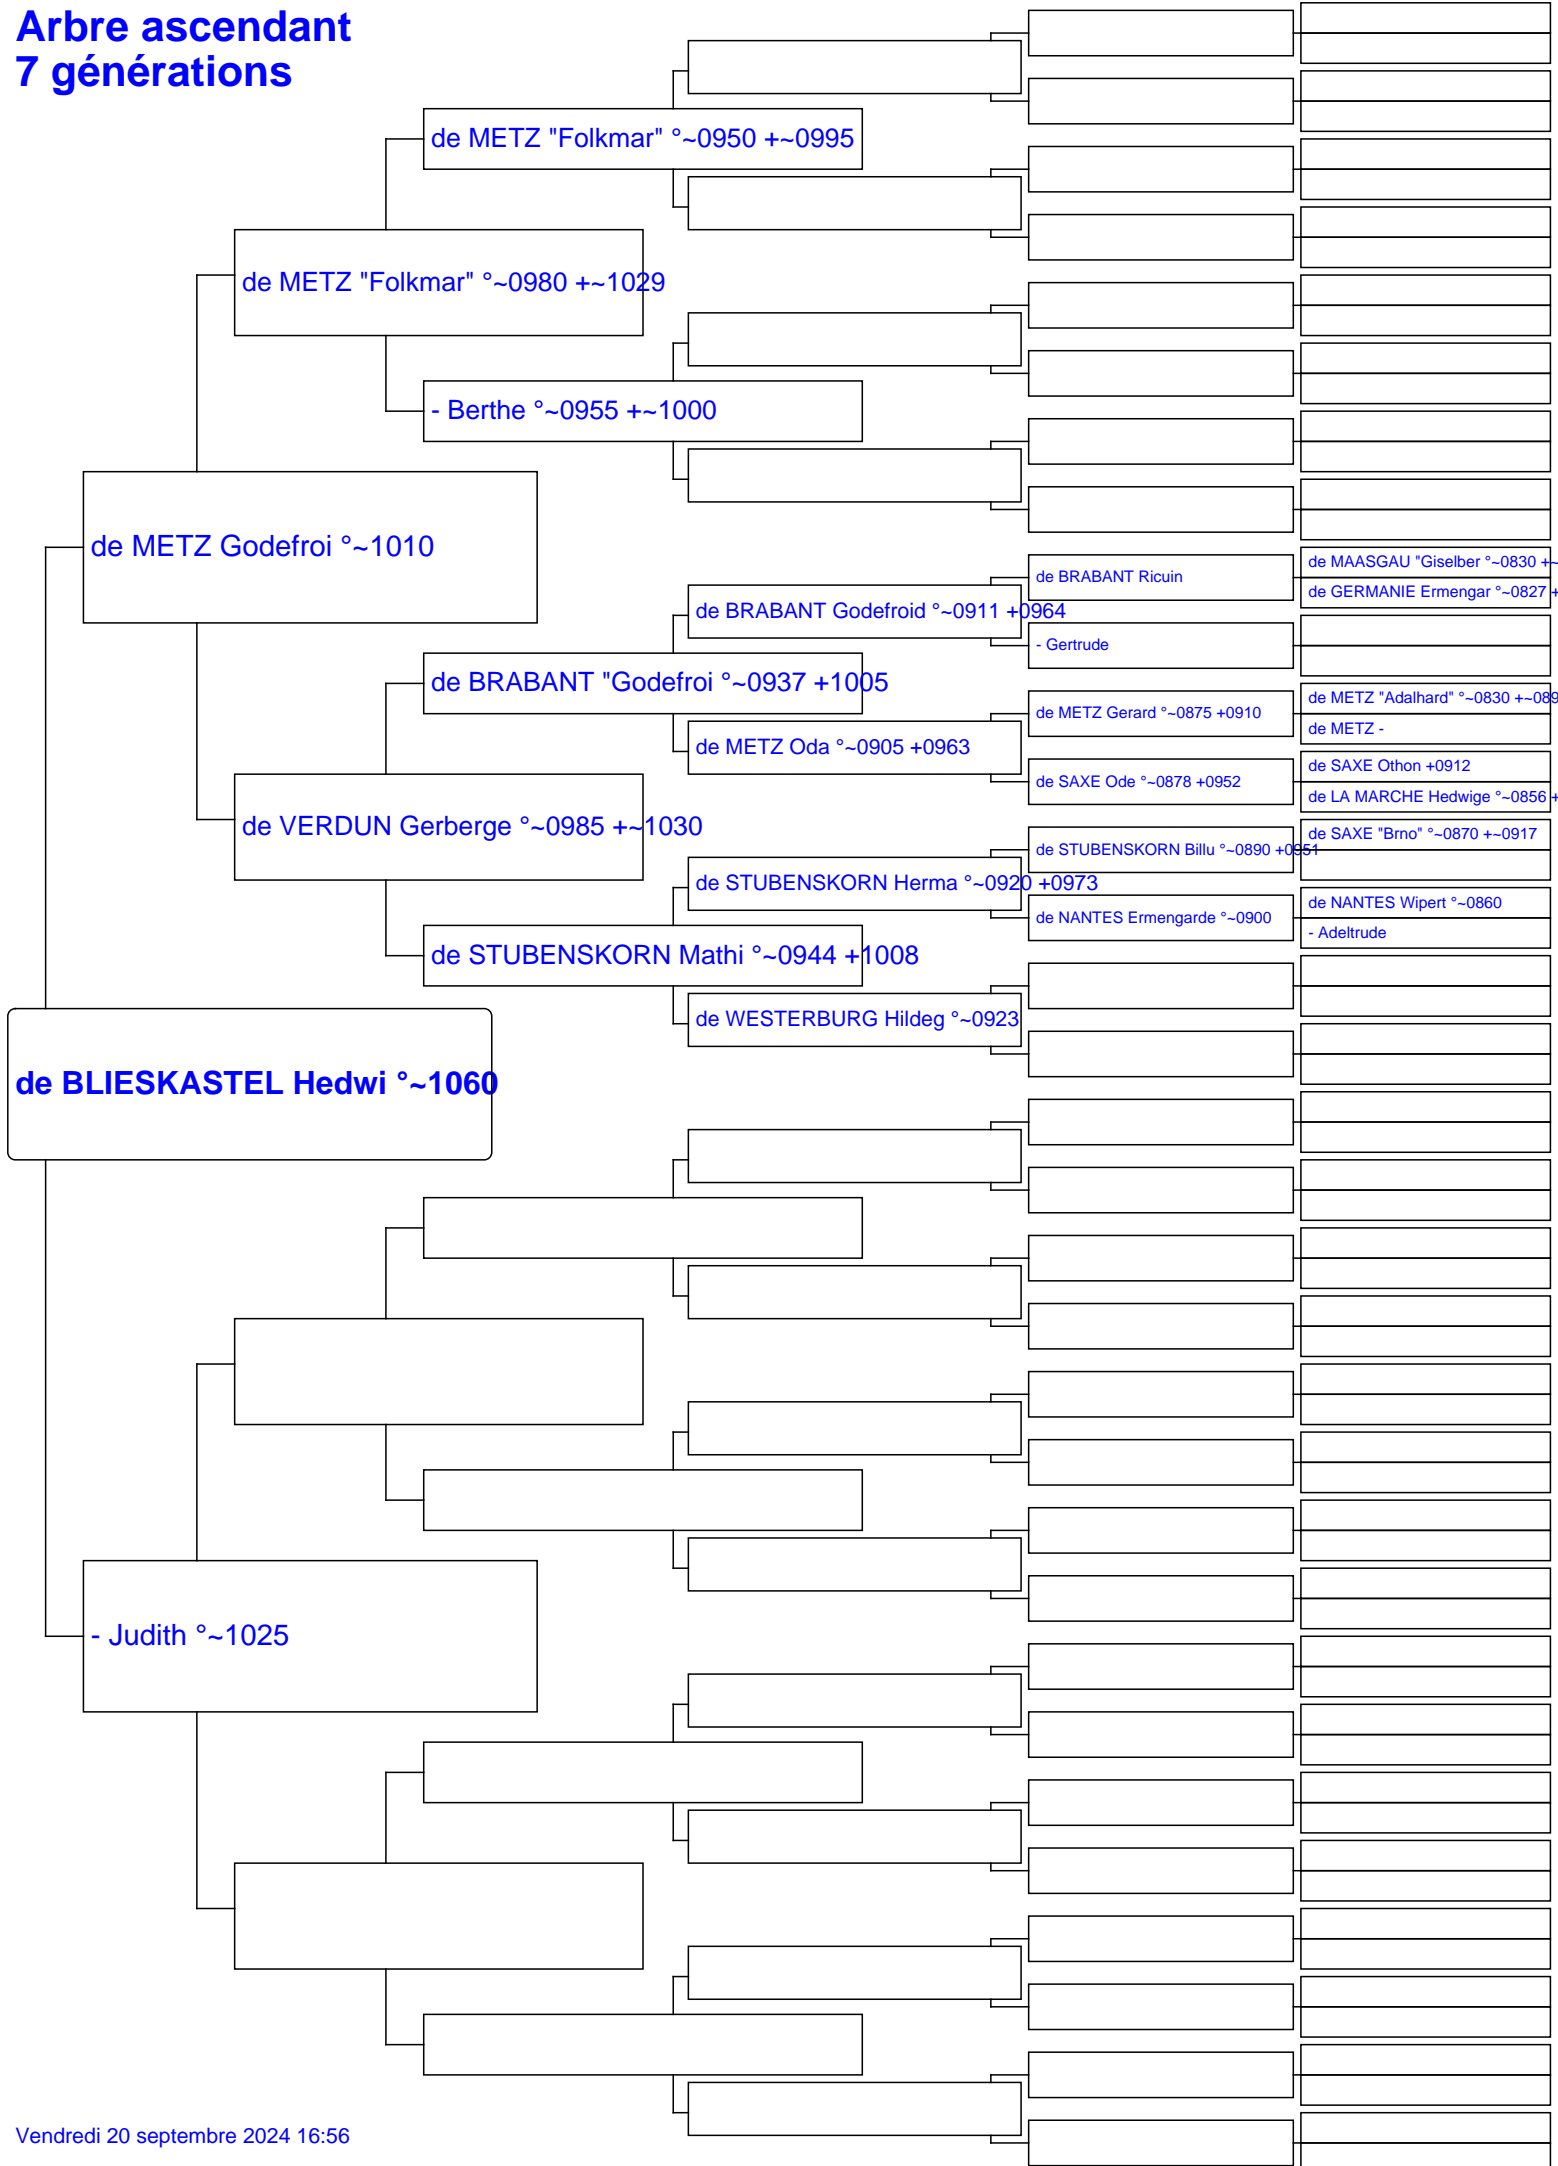 Arbre ascendant
7 générations
de METZ "Folkmar" °~0950 +~0995
de METZ "Folkmar" °~0980 +~1029
- Berthe °~0955 +~1000
de METZ Godefroi °~1010
de MAASGAU "Giselber °~0830 +~
de BRABANT Ricuin
de GERMANIE Ermengar °~0827 +
de BRABANT Godefroid °~0911 +0964
- Gertrude
de BRABANT "Godefroi °~0937 +1005
de METZ "Adalhard" °~0830 +~089
de METZ Gerard °~0875 +0910
de METZ -
de METZ Oda °~0905 +0963
de SAXE Othon +0912
de SAXE Ode °~0878 +0952
de LA MARCHE Hedwige °~0856 +
de VERDUN Gerberge °~0985 +~1030
de SAXE "Brno" °~0870 +~0917
de STUBENSKORN Billu °~0890 +0951
de STUBENSKORN Herma °~0920 +0973
de NANTES Wipert °~0860
de NANTES Ermengarde °~0900
- Adeltrude
de STUBENSKORN Mathi °~0944 +1008
de WESTERBURG Hildeg °~0923
de BLIESKASTEL Hedwi °~1060
- Judith °~1025
Vendredi 20 septembre 2024 16:56